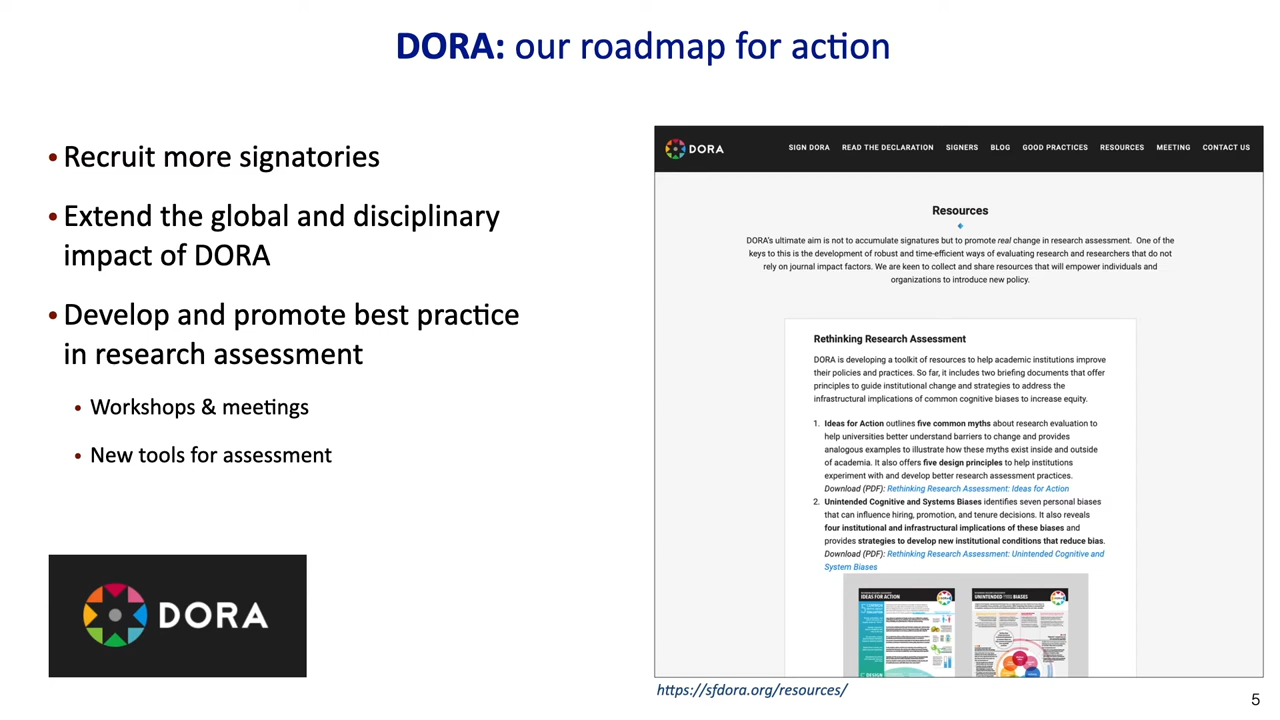 DORA: our roadmap for action
• Recruit more signatories
• Extend the global and disciplinary
impact of DORA
• Develop and promote best practice
in research assessment
• Workshops & meetings
• New tools for assessment
DORA
DORA
SIGN DORA READ THE DECLARATION SIGNERS BLOG GOOD PRACTICES RESOURCES MEETING CONTACT US
Resources
DORA's ultimate aim is not to accumulate signatures but to promote real change in research assessment. One of the
keys to this is the development of robust and time-efficient ways of evaluating research and researchers that do not
rely on journal impact factors. We are keen to collect and share resources that will empower individuals and
organizations to introduce new policy.
Rethinking Research Assessment
DORA is developing a toolkit of resources to help academic institutions improve
their policies and practices. So far, it includes two briefing documents that offer
principles to guide institutional change and strategies to address the
infrastructural implications of common cognitive biases to increase equity.
1. Ideas for Action outlines five common myths about research evaluation to
help universities better understand barriers to change and provides
analogous examples to illustrate how these myths exist inside and outside
of academia. It also offers five design principles to help institutions
experiment with and develop better research assessment practices.
Download (PDF): Rethinking Research Assessment: Ideas for Action
2. Unintended Cognitive and Systems Biases identifies seven personal biases
that can influence hiring, promotion, and tenure decisions. It also reveals
four institutional and infrastructural implications of these biases and
provides strategies to develop new institutional conditions that reduce bias.
Download (PDF): Rethinking Research Assessment: Unintended Cognitive and
System Biases
IDEAS FOR ACTION
UNINTENDED BIASES
https://sfdora.org/resources/
5